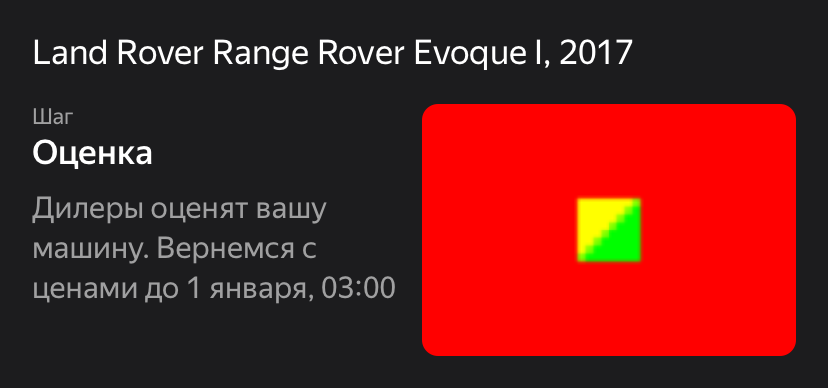 Land Rover Range Rover Evoque I, 2017
Шаг
Оценка
Дилеры оценят вашу
машину. Вернемся с
ценами до 1 января, 03:00